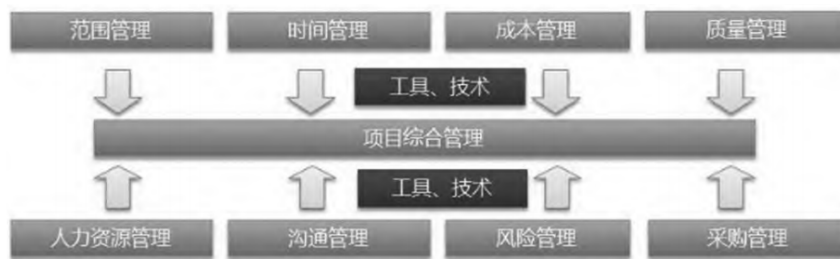 范围管理 时间管理 成本管理 质量管理
工具、技术
项目综合管理
工具、技术
人力资源管理 沟通管理 风险管理 采购管理